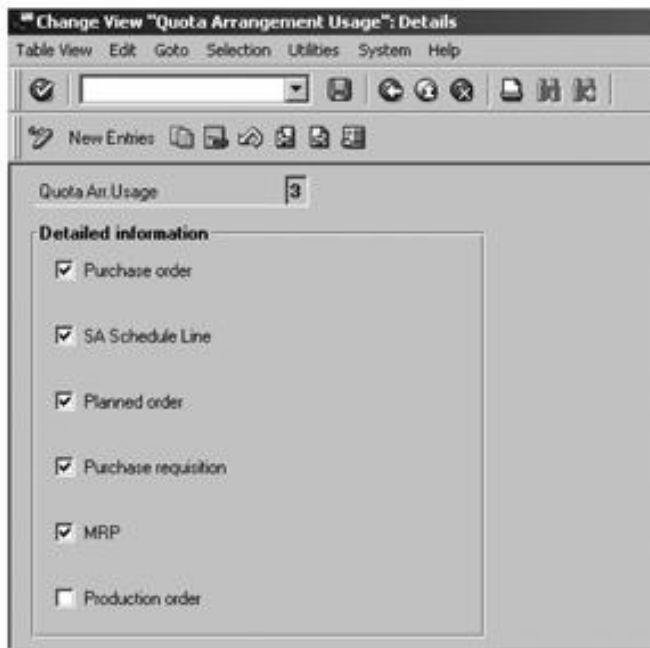 Change View "Quota Arrangement Usage": Details
Table View Edit Goto Selection Utilities System Help
New Entries
Quota Arr.Usage 3
Detailed information
Purchase order
SA Schedule Line
Planned order
Purchase requisition
MRP
Production order